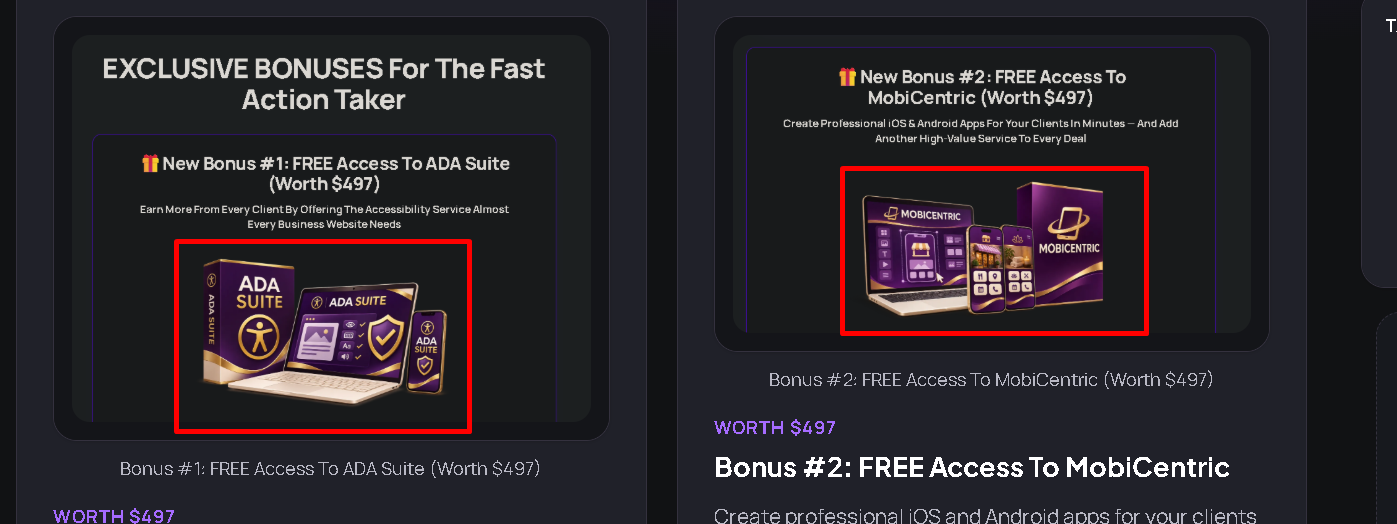 EXCLUSIVE BONUSES For The Fast
Action Taker
New Bonus #1: FREE Access To ADA Suite
(Worth $497)
Earn More From Every Client By Offering The Accessibility Service Almost
Every Business Website Needs
ADA SUITE
ADA
SUITE
ADA SUITE
Aa
ADA
SUITE
Bonus #1: FREE Access To ADA Suite (Worth $497)
WORTH $497
New Bonus #2: FREE Access To
MobiCentric (Worth $497)
Create Professional iOS & Android Apps For Your Clients In Minutes – And Add
Another High-Value Service To Every Deal
MOBICENTRIC
MOBICENTRIC
Bonus #2: FREE Access To MobiCentric (Worth $497)
WORTH $497
Bonus #2: FREE Access To MobiCentric
Create professional iOS and Android apps for your clients